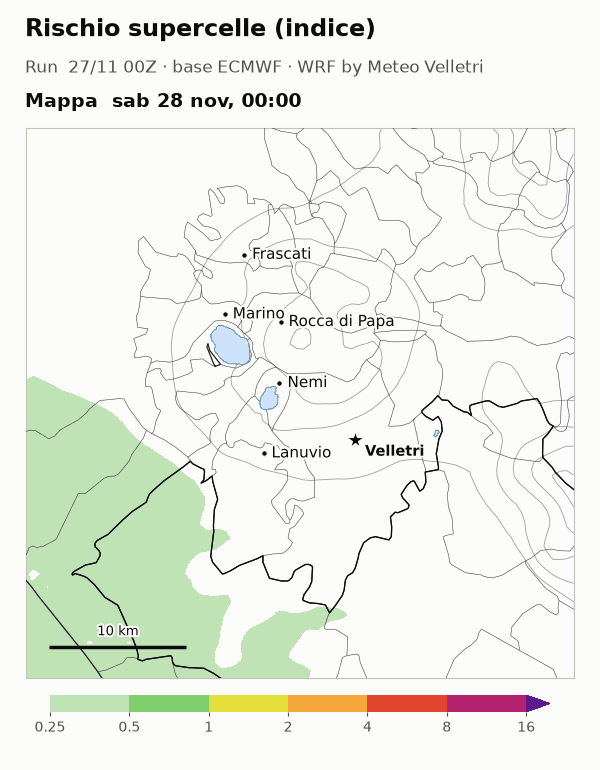 Rischio supercelle (indice)
Run 27/11 00Z · base ECMWF · WRF by Meteo Velletri
Mappa sab 28 nov, 00:00
Frascati
Marino
Rocca di Papa
Nemi
Velletri
Lanuvio
10 km
0.25 0.5 1 2 4 8 16